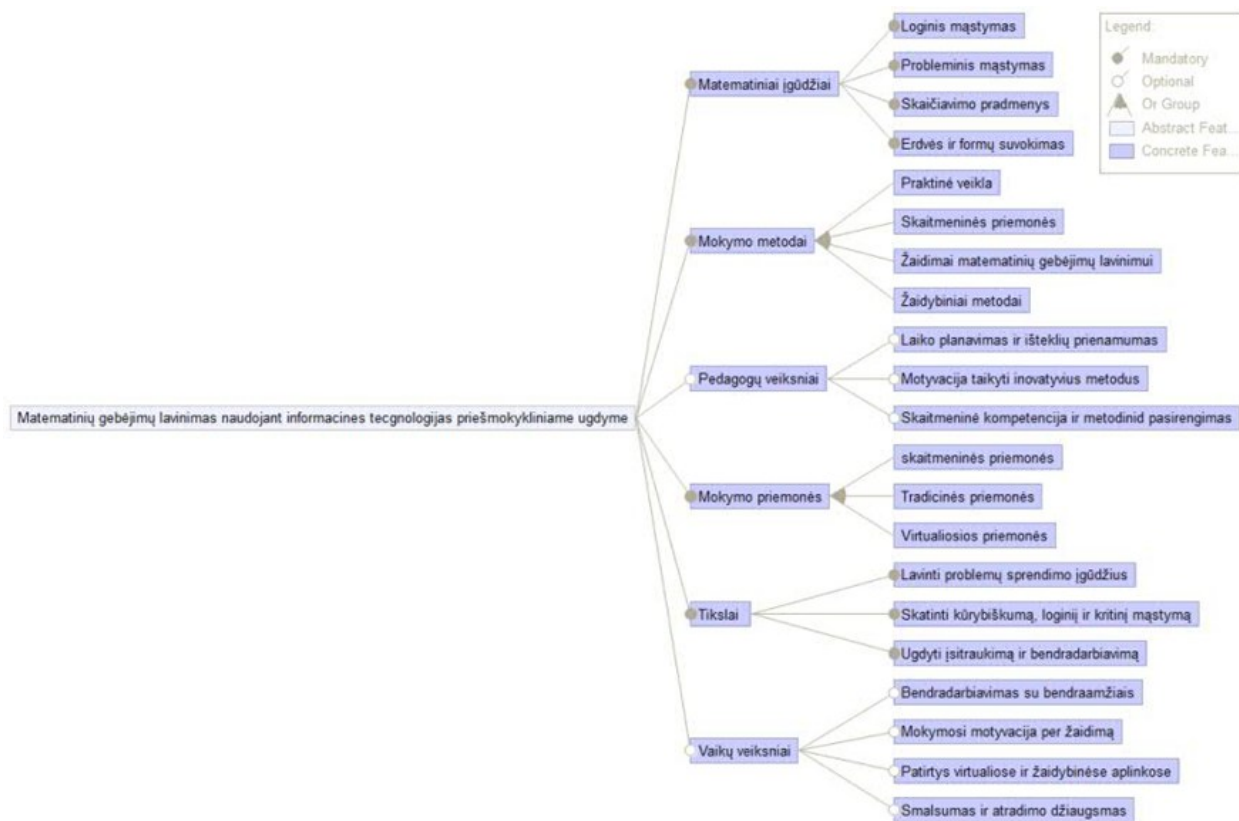 Loginis mąstymas
Probleminis mąstymas
Matematiniai įgūdžiai
Skaičiavimo pradmenys
Erdvės ir formų suvokimas
Legend:
Mandatory
Optional
Or Group
Abstract Feat...
Concrete Fea...
Praktinė veikla
Skaitmeninės priemonės
Mokymo metodai
Žaidimai matematinių gebėjimų lavinimui
Žaidybiniai metodai
Laiko planavimas ir išteklių prienamumas
Pedagogų veiksniai
Motyvacija taikyti inovatyvius metodus
Skaitmeninė kompetencija ir metodinid pasirengimas
Matematinių gebėjimų lavinimas naudojant informacines tecgnologijas priešmokykliniame ugdyme
skaitmeninės priemonės
Mokymo priemonės
Tradicinės priemonės
Virtualiosios priemonės
Lavinti problemų sprendimo įgūdžius
Tikslai
Skatinti kūrybiškumą, loginij ir kritinį mąstymą
Ugdyti įsitraukimą ir bendradarbiavimą
Bendradarbiavimas su bendraamžiais
Mokymosi motyvacija per žaidimą
Vaikų veiksniai
Patirtys virtualiose ir žaidybinėse aplinkose
Smalsumas ir atradimo džiaugsmas